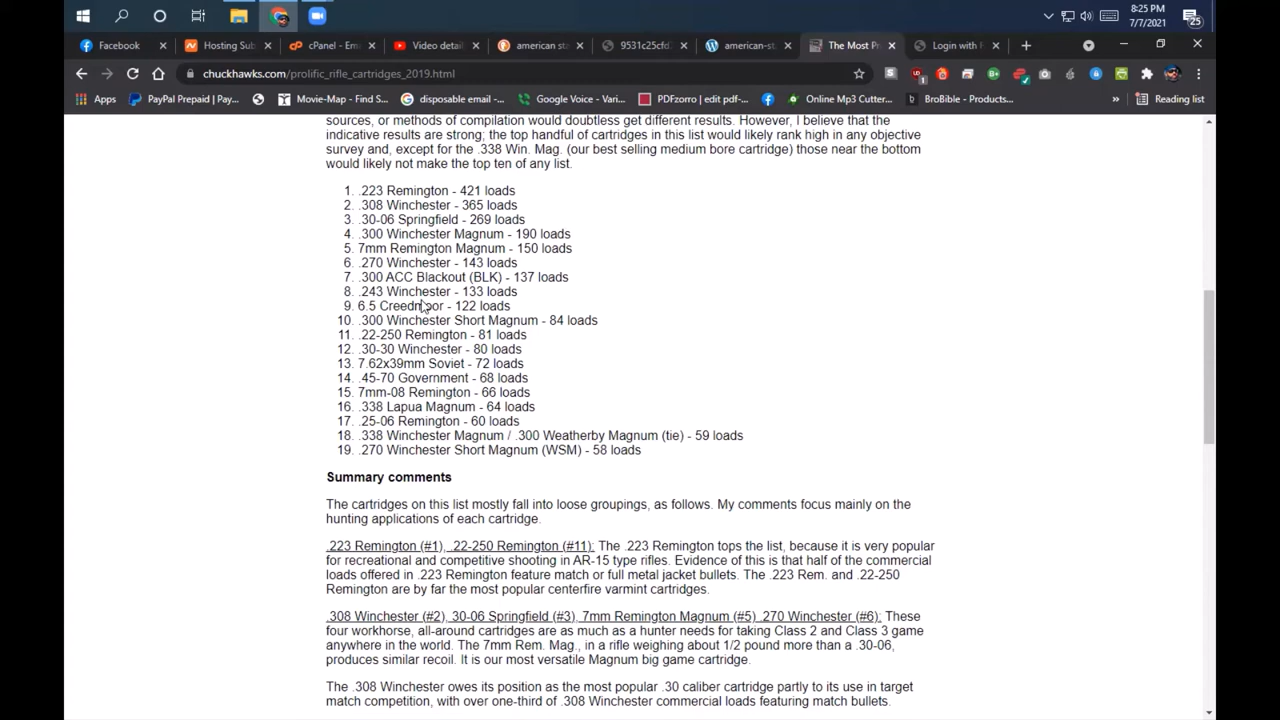 8:25 PM
7/7/2021
25
Facebook
Hosting Sub
cPanel - Em
Video detail
american sta
9531c25cfd7
american-st
The Most Pr
Login with F
chuckhawks.com/prolific_rifle_cartridges_2019.html
Apps
PayPal Prepaid | Pay...
Movie-Map - Find S...
disposable email -...
Google Voice - Vari...
PDFzorro | edit pdf-...
Online Mp3 Cutter...
BroBible - Products...
»
Reading list
sources, or methods of compilation would doubtless get different results. However, I believe that the
indicative results are strong; the top handful of cartridges in this list would likely rank high in any objective
survey and, except for the .338 Win. Mag. (our best selling medium bore cartridge) those near the bottom
would likely not make the top ten of any list.
1. .223 Remington - 421 loads
2. .308 Winchester - 365 loads
3. .30-06 Springfield - 269 loads
4. .300 Winchester Magnum - 190 loads
5. 7mm Remington Magnum - 150 loads
6. .270 Winchester - 143 loads
7. .300 ACC Blackout (BLK) - 137 loads
8. .243 Winchester - 133 loads
9. 6.5 Creedmoor - 122 loads
10. .300 Winchester Short Magnum - 84 loads
11. .22-250 Remington - 81 loads
12. .30-30 Winchester - 80 loads
13. 7.62x39mm Soviet - 72 loads
14. .45-70 Government - 68 loads
15. 7mm-08 Remington - 66 loads
16. .338 Lapua Magnum - 64 loads
17. .25-06 Remington - 60 loads
18. .338 Winchester Magnum / .300 Weatherby Magnum (tie) - 59 loads
19. .270 Winchester Short Magnum (WSM) - 58 loads
Summary comments
The cartridges on this list mostly fall into loose groupings, as follows. My comments focus mainly on the
hunting applications of each cartridge.
.223 Remington (#1), .22-250 Remington (#11): The .223 Remington tops the list, because it is very popular
for recreational and competitive shooting in AR-15 type rifles. Evidence of this is that half of the commercial
loads offered in .223 Remington feature match or full metal jacket bullets. The .223 Rem. and .22-250
Remington are by far the most popular centerfire varmint cartridges.
.308 Winchester (#2), 30-06 Springfield (#3), 7mm Remington Magnum (#5) .270 Winchester (#6): These
four workhorse, all-around cartridges are as much as a hunter needs for taking Class 2 and Class 3 game
anywhere in the world. The 7mm Rem. Mag., in a rifle weighing about 1/2 pound more than a .30-06,
produces similar recoil. It is our most versatile Magnum big game cartridge.
The .308 Winchester owes its position as the most popular .30 caliber cartridge partly to its use in target
match competition, with over one-third of .308 Winchester commercial loads featuring match bullets.